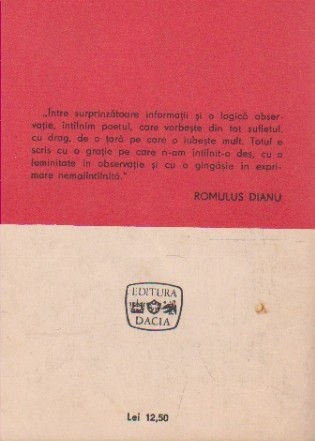 „Între surprinzătoare informații și o logică obser-
vație, întîlnim poetul, care vorbește din tot sufletul,
cu drag, de o țară pe care o iubește mult. Totul e
scris cu o grație pe care n-am întîlnit-o des, cu o
feminitate în observație și cu o gingășie în expri-
mare nemaiîntîlnită."
ROMULUS DIANU
EDITURA
DACIA
Lei 12,50